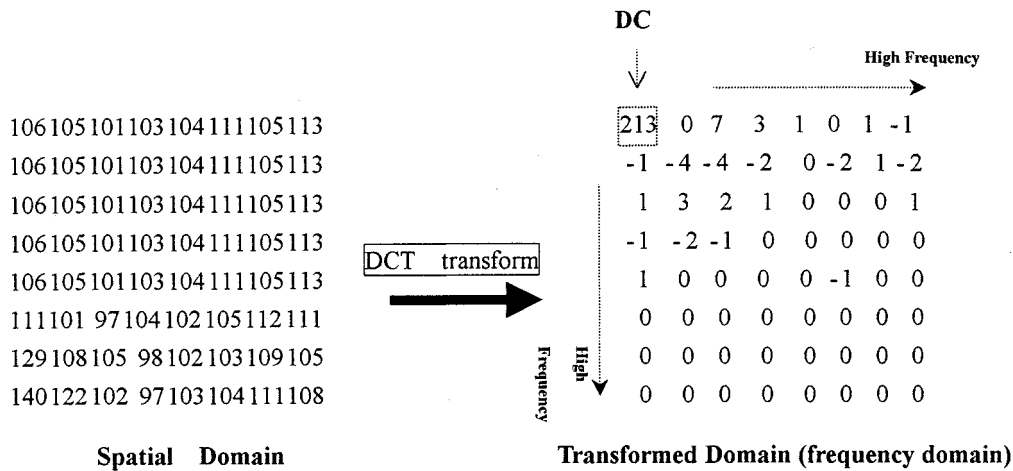 DC
High Frequency
106 105 101 103 104 111 105 113
106 105 101 103 104 111 105 113
106 105 101 103 104 111 105 113
106 105 101 103 104 111 105 113
106 105 101 103 104 111 105 113
111 101 97 104 102 105 112 111
129 108 105 98 102 103 109 105
140 122 102 97 103 104 111 108
Spatial Domain
DCT transform
213 0 7 3 1 0 1 -1
-1 -4 -4 -2 0 -2 1 -2
1 3 2 1 0 0 0 1
-1 -2 -1 0 0 0 0 0
1 0 0 0 0 -1 0 0
0 0 0 0 0 0 0 0
0 0 0 0 0 0 0 0
0 0 0 0 0 0 0 0
High
Frequency
Transformed Domain (frequency domain)